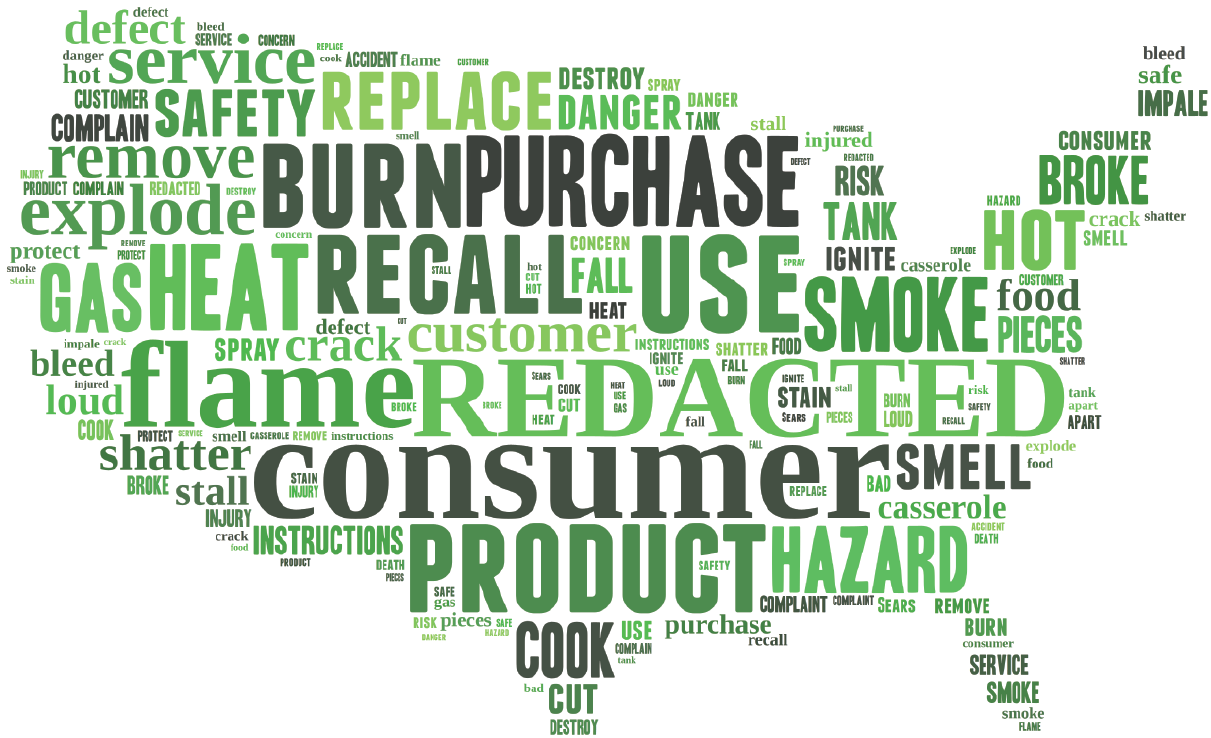 defect
defect
bleed
SERVICE
CONCERN
REPLACE
bleed
danger
service
cook
ACCIDENT
flame
CUSTOMER
hot
safe
CUSTOMER
SAFETY
REPLACE
DESTROY
SPRAY
IMPALE
COMPLAIN
DANGER
DANGER
TANK
stall
smell
PURCHASE
injured
CONSUMER
remove
BURN
PURCHASE
DEFECT
REDACTED
BROKE
INJURY
PRODUCT
COMPLAIN
REDACTED
DESTROY
RISK
explode
TANK
HAZARD
HOT
crack
shatter
concern
SMELL
protect
REMOVE
PROTECT
RECALL
CONCERN
USE
IGNITE
EXPLODE
smoke
stain
GAS
HEAT
STALL
hot
CUT
HOT
FALL
SPRAY
casserole
CUSTOMER
SMOKE
food
HEAT
defect
CUT
customer
PIECES
impale
crack
SPRAY
crack
INSTRUCTIONS
SHATTER
FOOD
bleed
flame
IGNITE
use
FALL
SHATTER
injured
LOUD
BURN
REDACTED
SEARS
COOK
HEAT
USE
GAS
IGNITE
STAIN
stall
risk
tank
loud
BROKE
BROKE
CUT
HEAT
fall
SEARS
PIECES
BURN
LOUD
SAFETY
RECALL
apart
APART
COOK
PROTECT
SERVICE
smell
CASSEROLE
REMOVE
instructions
shatter
consumer
FALL
SMELL
explode
food
BROKE
stall
STAIN
INJURY
REPLACE
BAD
casserole
INJURY
crack
food
INSTRUCTIONS
PRODUCT
HAZARD
ACCIDENT
DEATH
PRODUCT
DEATH
PIECES
SAFETY
SAFE
gas
COMPLAINT
COMPLAINT
SEARS
REMOVE
RISK
pieces
SAFE
HAZARD
DANGER
COOK
USE
purchase
recall
BURN
consumer
COMPLAIN
tank
SERVICE
bad
CUT
SMOKE
DESTROY
smoke
FLAME